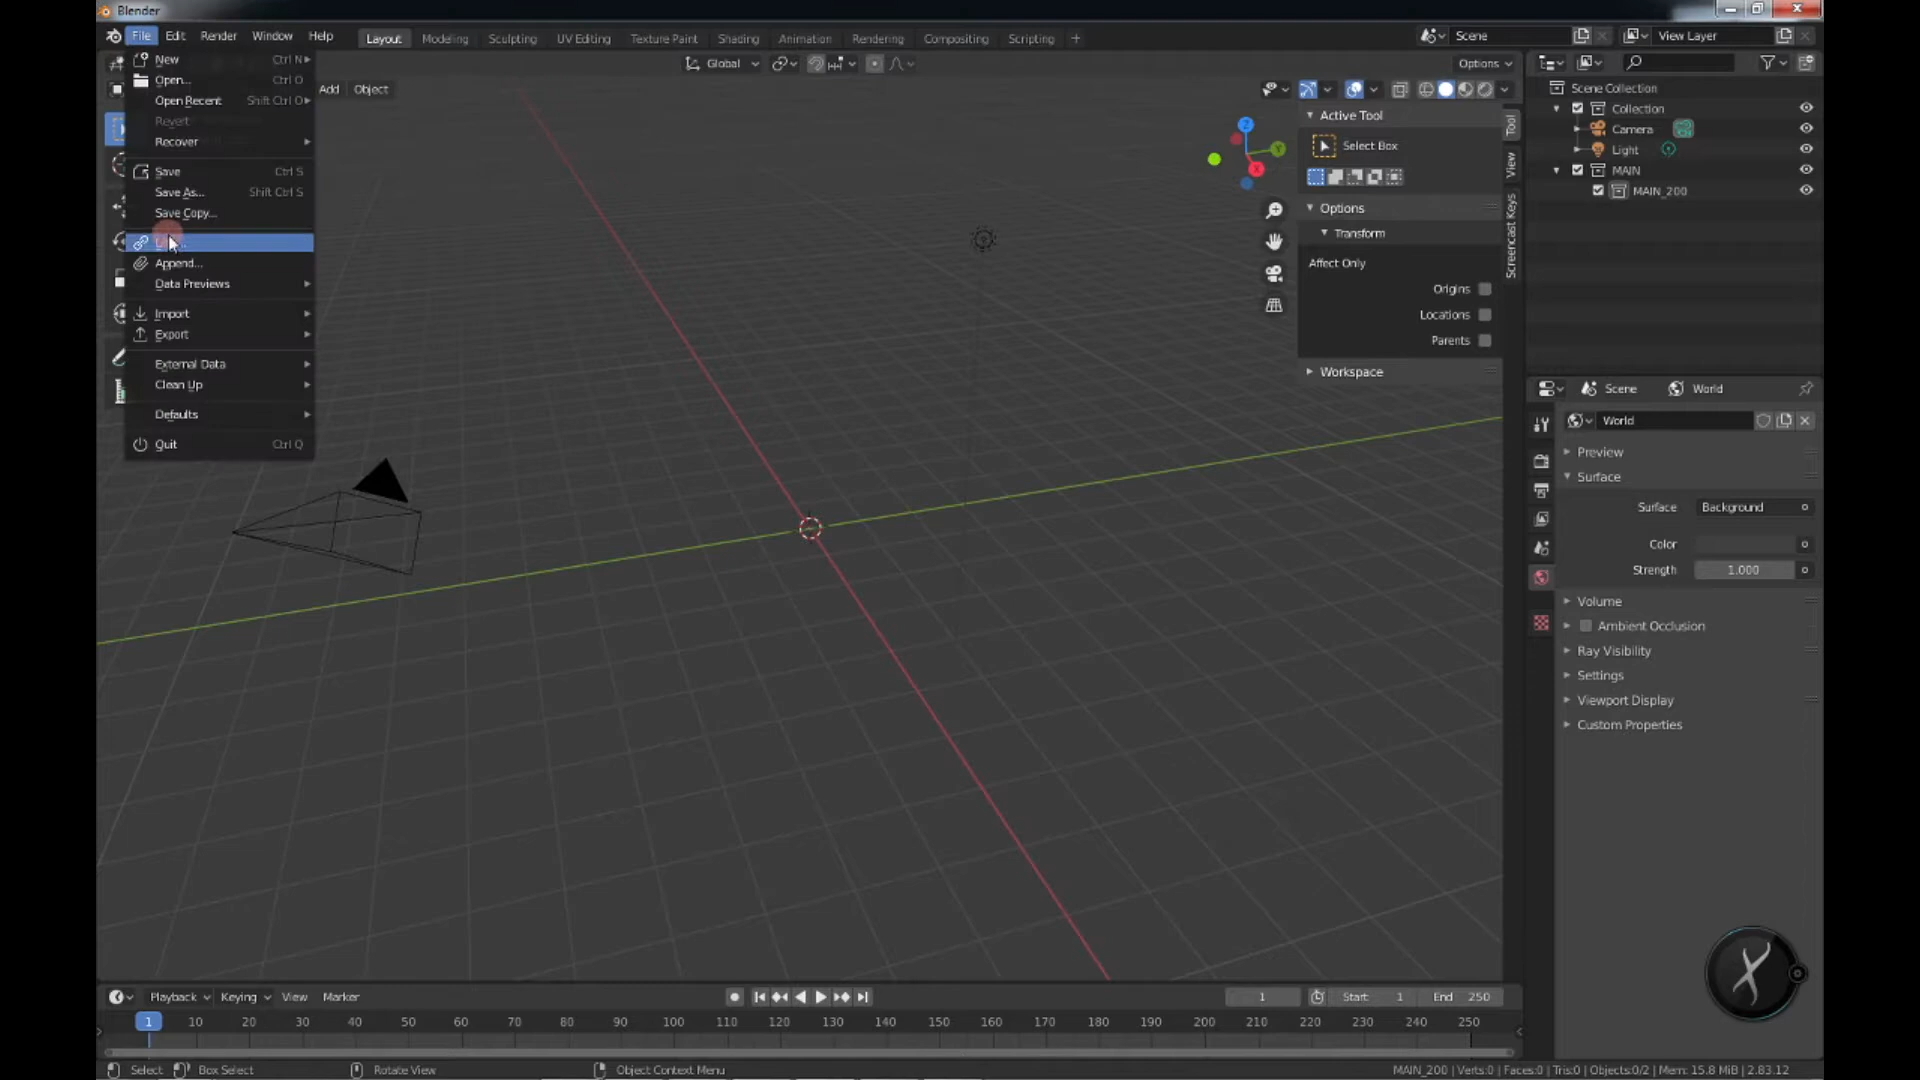 Blender
File Edit Render Window Help Layout Modeling Sculpting UV Editing Texture Paint Shading Animation Rendering Compositing Scripting + Scene View Layer
New Ctrl N
Open... Ctrl O
Open Recent Shift Ctrl O
Revert
Recover
Save Ctrl S
Save As... Shift Ctrl S
Save Copy...
Append...
Data Previews
Import
Export
External Data
Clean Up
Defaults
Quit Ctrl Q
Global Options
Add Object
Z
Y
X
Active Tool
Select Box
Options
Transform
Affect Only
Origins
Locations
Parents
Workspace
Tool
View
Screencast Keys
Scene Collection
Collection
Camera
Light
MAIN
MAIN_200
Scene World
World
Preview
Surface
Surface Background
Color
Strength 1.000
Volume
Ambient Occlusion
Ray Visibility
Settings
Viewport Display
Custom Properties
Playback Keying View Marker 1 Start: 1 End 250
1 10 20 30 40 50 60 70 80 90 100 110 120 130 140 150 160 170 180 190 200 210 220 230 240 250
Select Box Select Rotate View Object Context Menu MAIN_200 | Verts:0 | Faces:0 | Tris:0 | Objects:0/2 | Mem: 15.8 MiB | 2.83.12